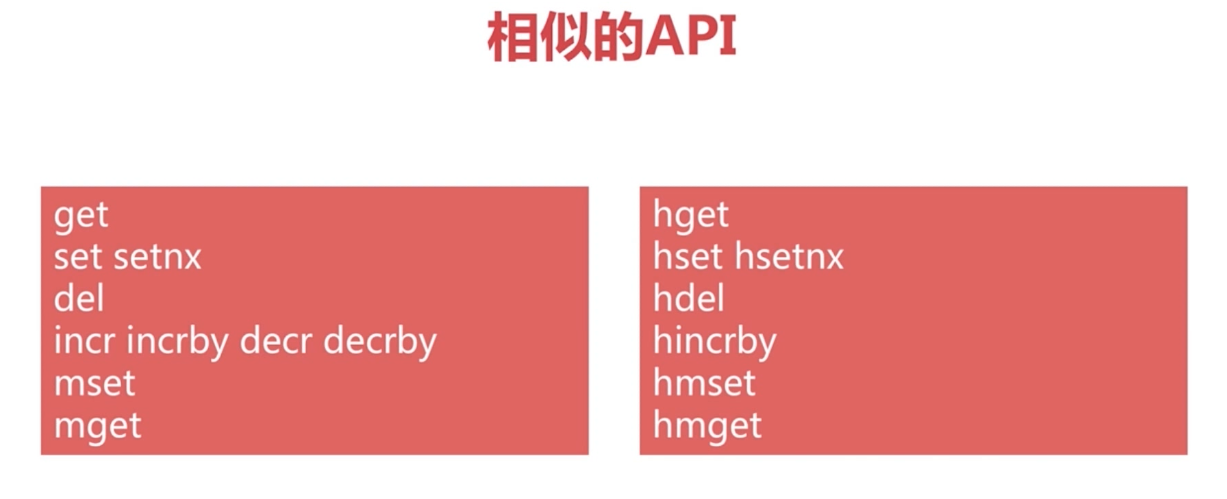 相似的API
get
set setnx
del
incr incrby decr decrby
mset
mget
hget
hset hsetnx
hdel
hincrby
hmset
hmget